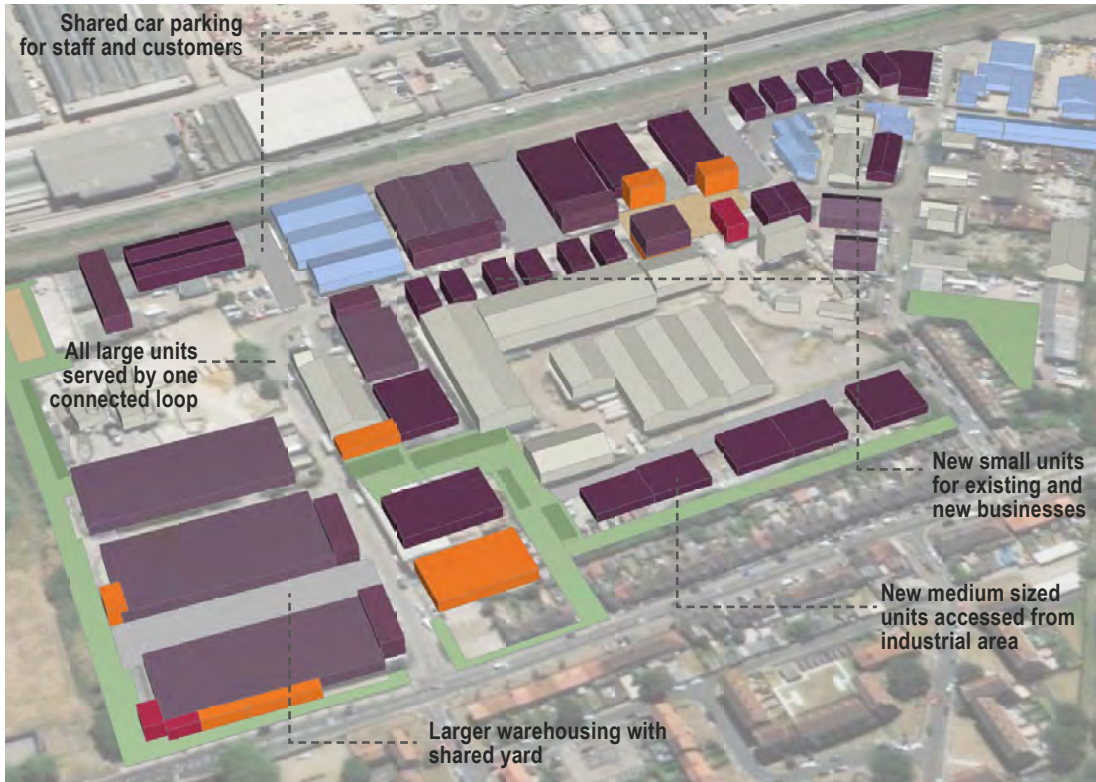 Shared car parking
for staff and customers
All large units
served by one
connected loop
New small units
for existing and
new businesses
New medium sized
units accessed from
industrial area
Larger warehousing with
shared yard